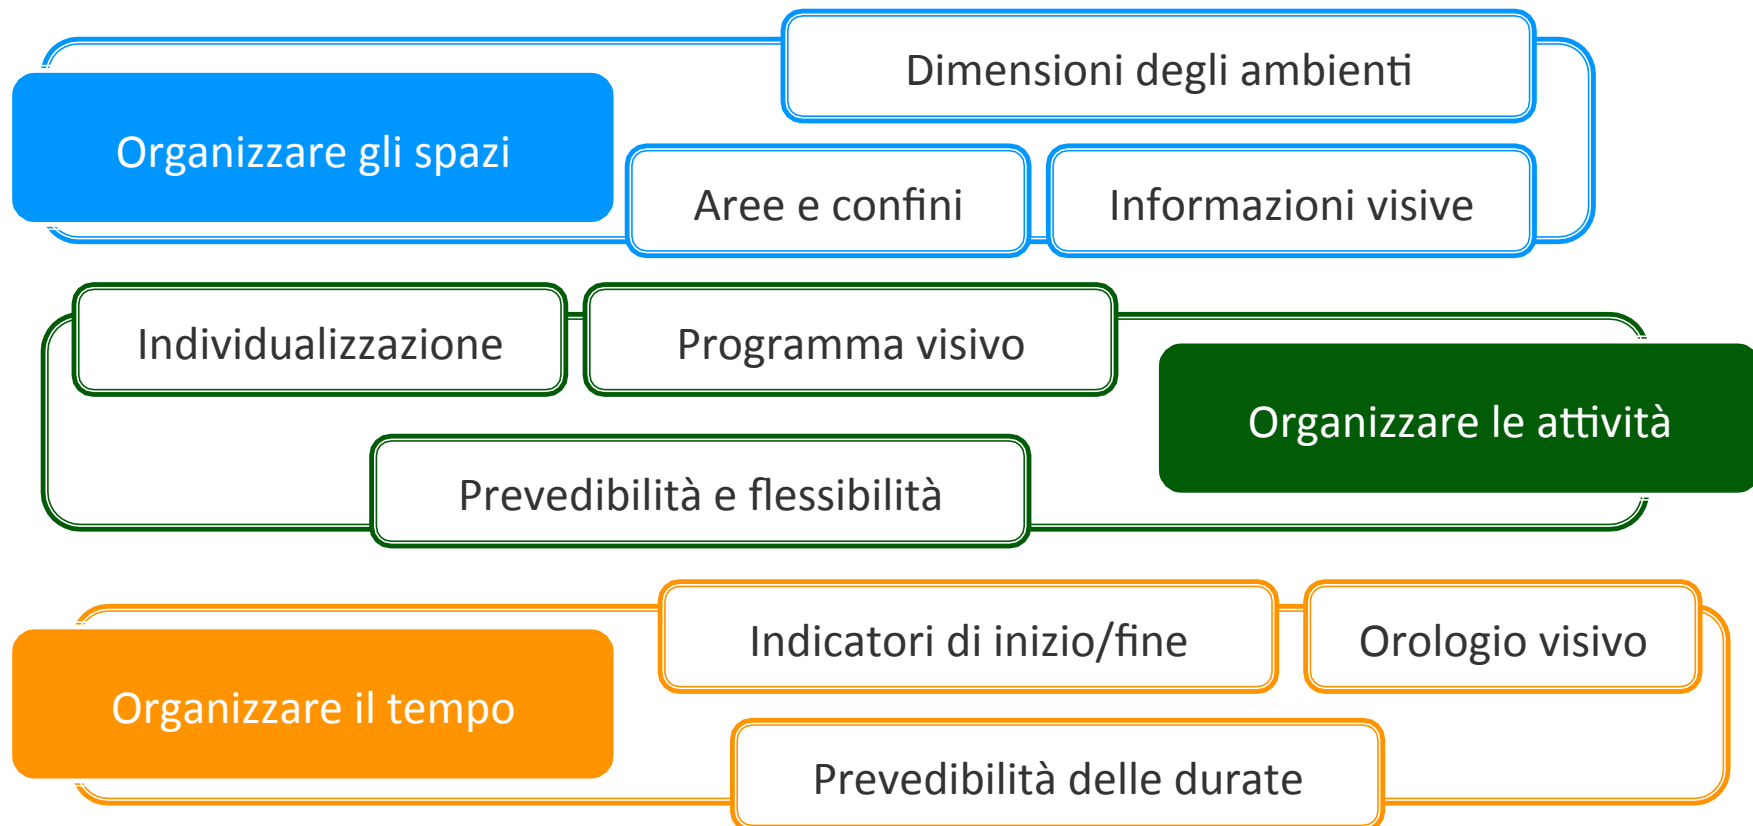 Dimensioni degli ambienti
Organizzare gli spazi
Aree e confini
Informazioni visive
Individualizzazione
Programma visivo
Organizzare le attività
Prevedibilità e flessibilità
Indicatori di inizio/fine
Orologio visivo
Organizzare il tempo
Prevedibilità delle durate